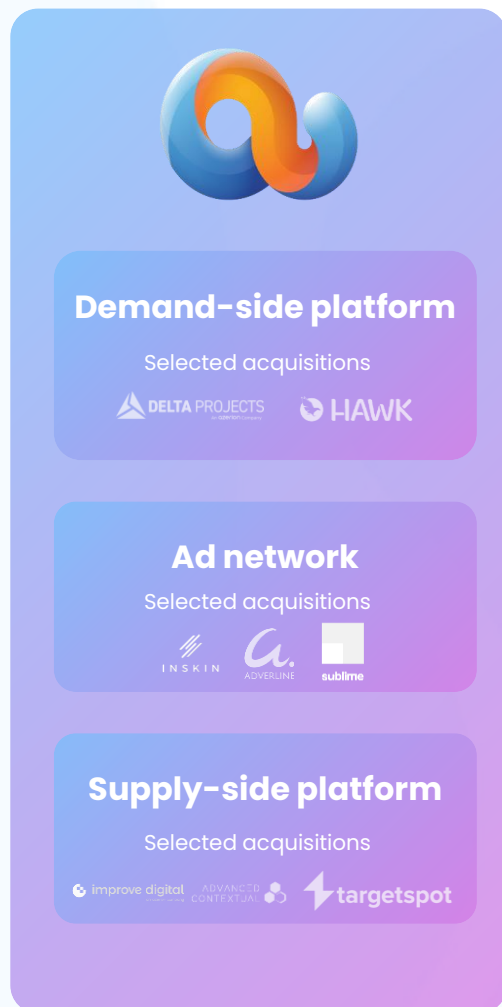 Demand-side platform
Selected acquisitions
DELTA PROJECTS
HAWK
Ad network
Selected acquisitions
INSKIN
ADVERLINE
sublime
Supply-side platform
Selected acquisitions
improve digital
ADVANCED
CONTEXTUAL
targetspot